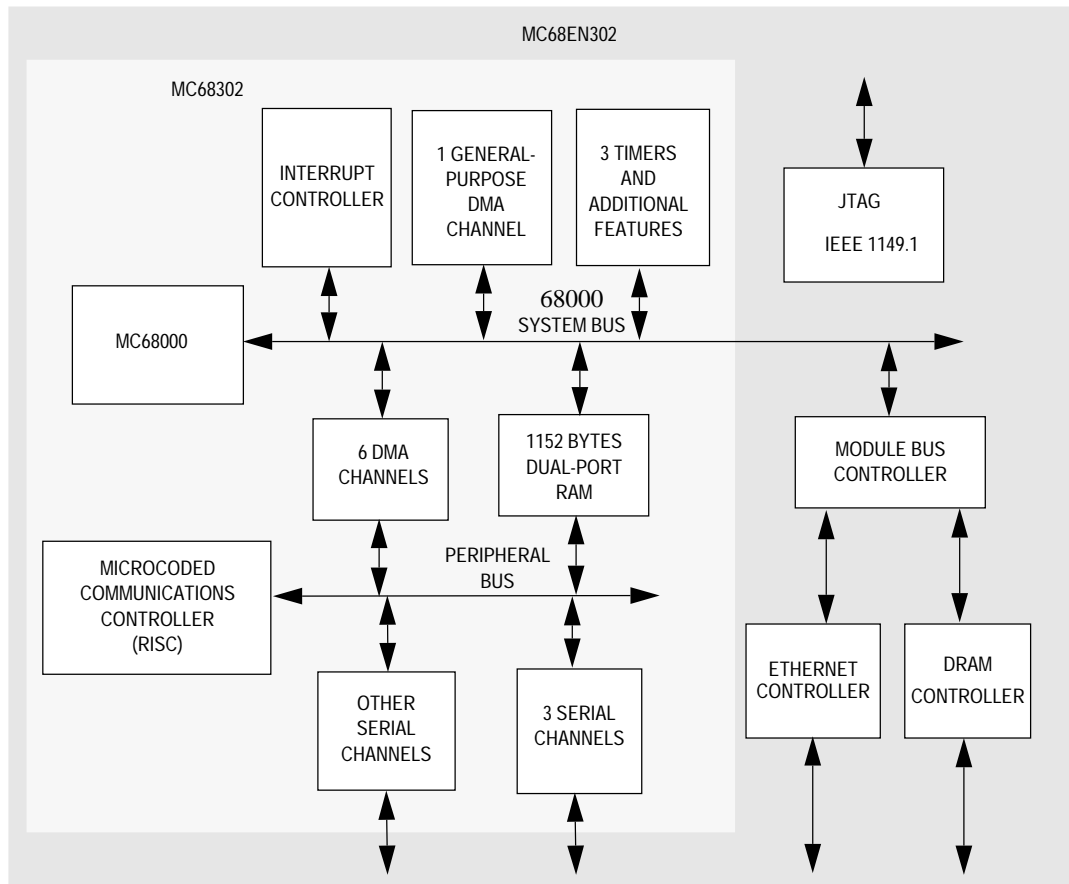 MC68EN302
MC68302
INTERRUPT
CONTROLLER
1 GENERAL-
PURPOSE
DMA
CHANNEL
3 TIMERS
AND
ADDITIONAL
FEATURES
JTAG
IEEE 1149.1
MC68000
68000
SYSTEM BUS
6 DMA
CHANNELS
1152 BYTES
DUAL-PORT
RAM
MODULE BUS
CONTROLLER
MICROCODED
COMMUNICATIONS
CONTROLLER
(RISC)
PERIPHERAL
BUS
OTHER
SERIAL
CHANNELS
3 SERIAL
CHANNELS
ETHERNET
CONTROLLER
DRAM
CONTROLLER